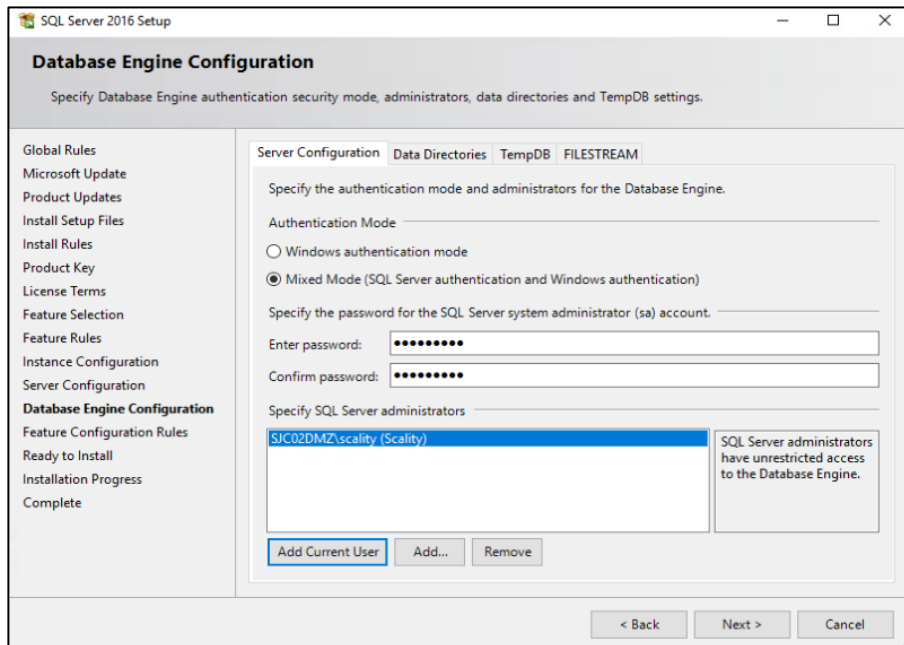 SQL Server 2016 Setup
Database Engine Configuration
Specify Database Engine authentication security mode, administrators, data directories and TempDB settings.
Global Rules
Microsoft Update
Product Updates
Install Setup Files
Install Rules
Product Key
License Terms
Feature Selection
Feature Rules
Instance Configuration
Server Configuration
Database Engine Configuration
Feature Configuration Rules
Ready to Install
Installation Progress
Complete
Server Configuration Data Directories TempDB FILESTREAM
Specify the authentication mode and administrators for the Database Engine.
Authentication Mode
Windows authentication mode
Mixed Mode (SQL Server authentication and Windows authentication)
Specify the password for the SQL Server system administrator (sa) account.
Enter password: ●●●●●●●●●
Confirm password: ●●●●●●●●●
Specify SQL Server administrators
SJC02DMZ\scality (Scality)
SQL Server administrators
have unrestricted access
to the Database Engine.
Add Current User Add... Remove
< Back Next > Cancel